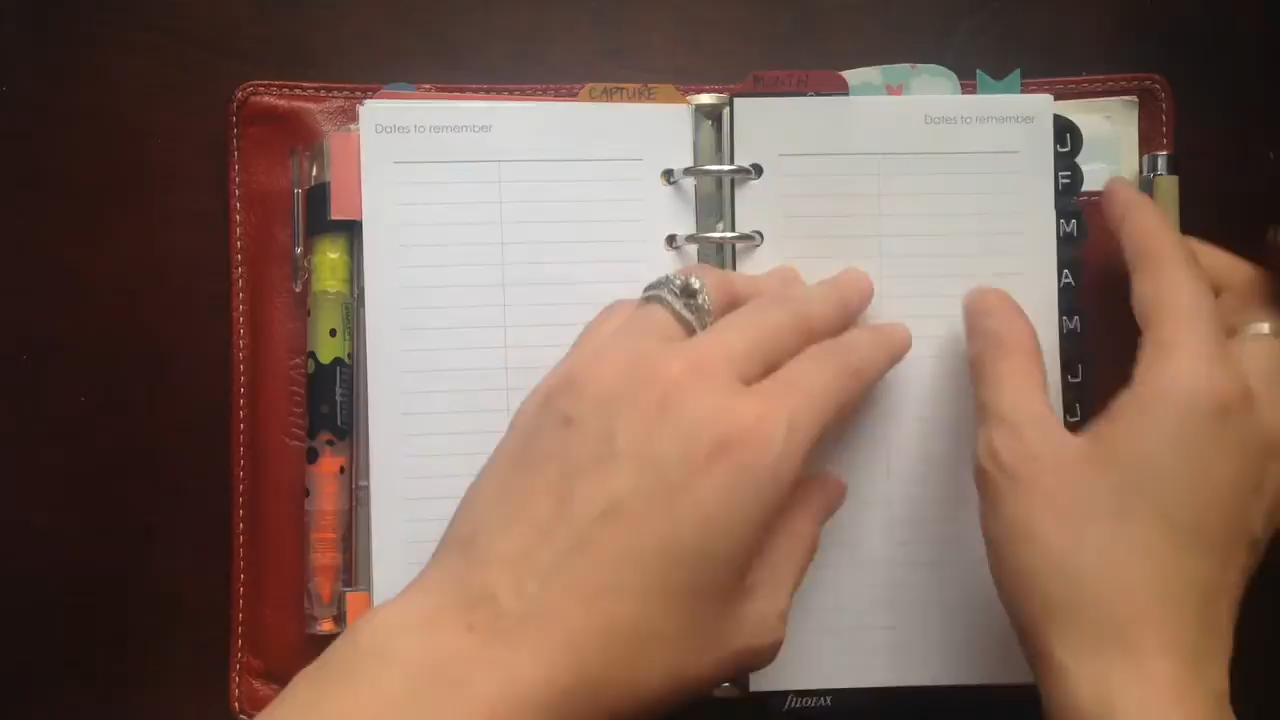 MONTH
CAPTURE
Dates to remember
Dates to remember
J
F
M
A
M
J
J
filofax
FILOFAX